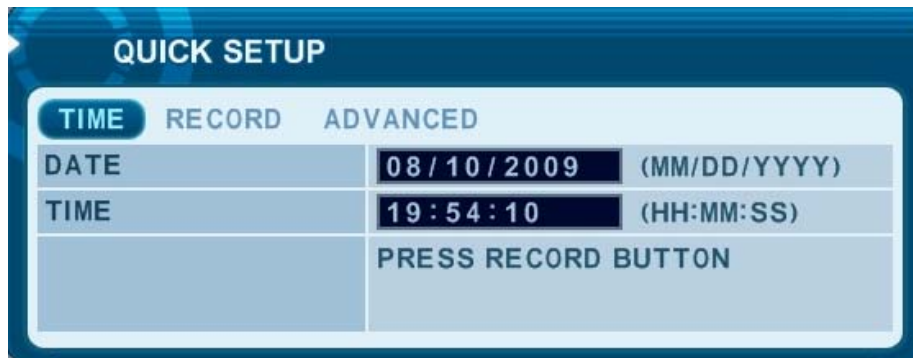 QUICK SETUP
TIME RECORD ADVANCED
DATE 08/10/2009 (MM/DD/YYYY)
TIME 19:54:10 (HH:MM:SS)
PRESS RECORD BUTTON